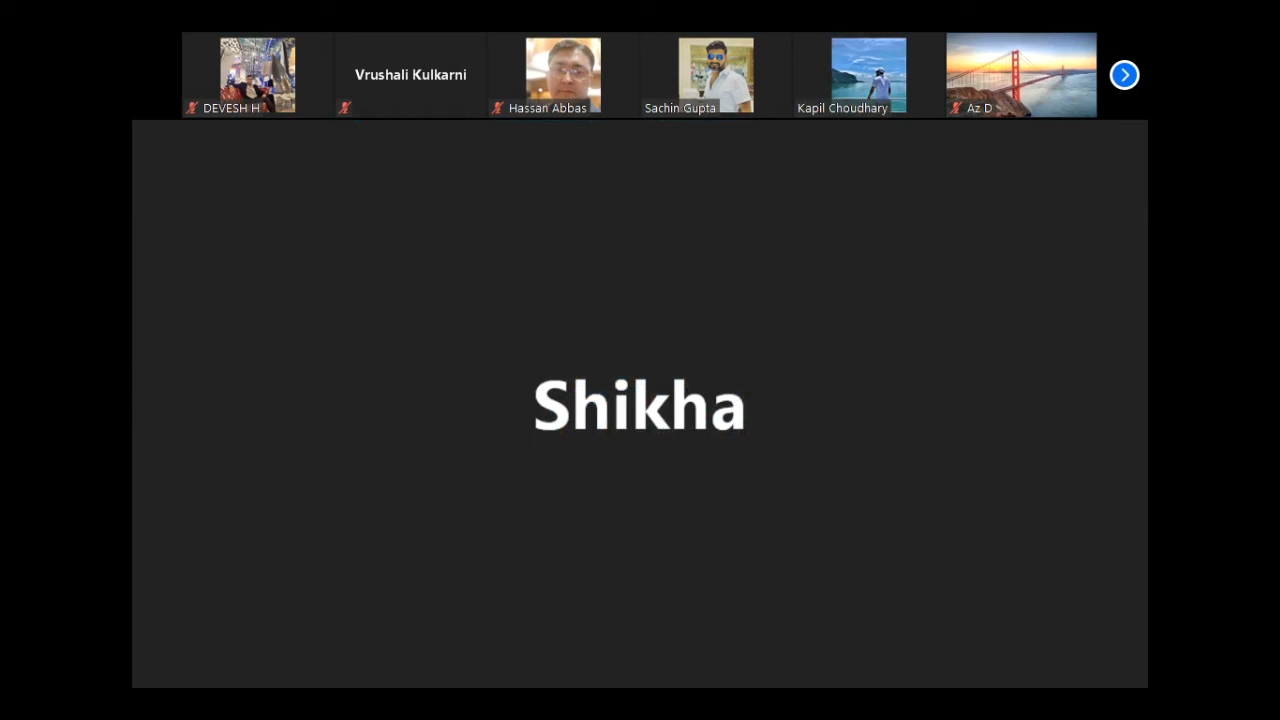 Vrushali Kulkarni
DEVESH H
Hassan Abbas
Sachin Gupta
Kapil Choudhary
Az D
Shikha